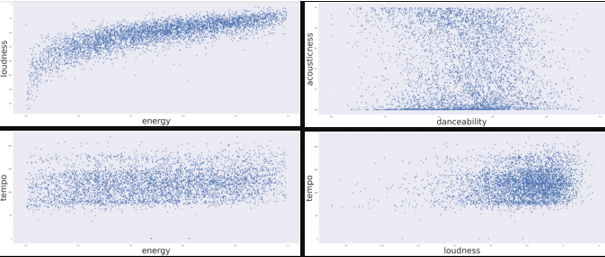 loudness
energy
acousticness
danceability
tempo
energy
tempo
loudness